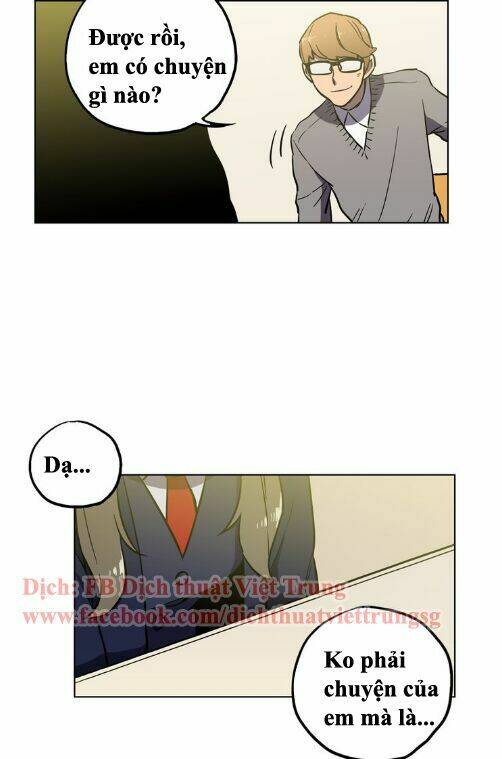 Được rồi,
em có chuyện
gì nào?
Dạ...
Dịch: FB Dịch thuật Việt Trung
www.facebook.com/dichthuatviettrungsg
Ko phải
chuyện của
em mà là...